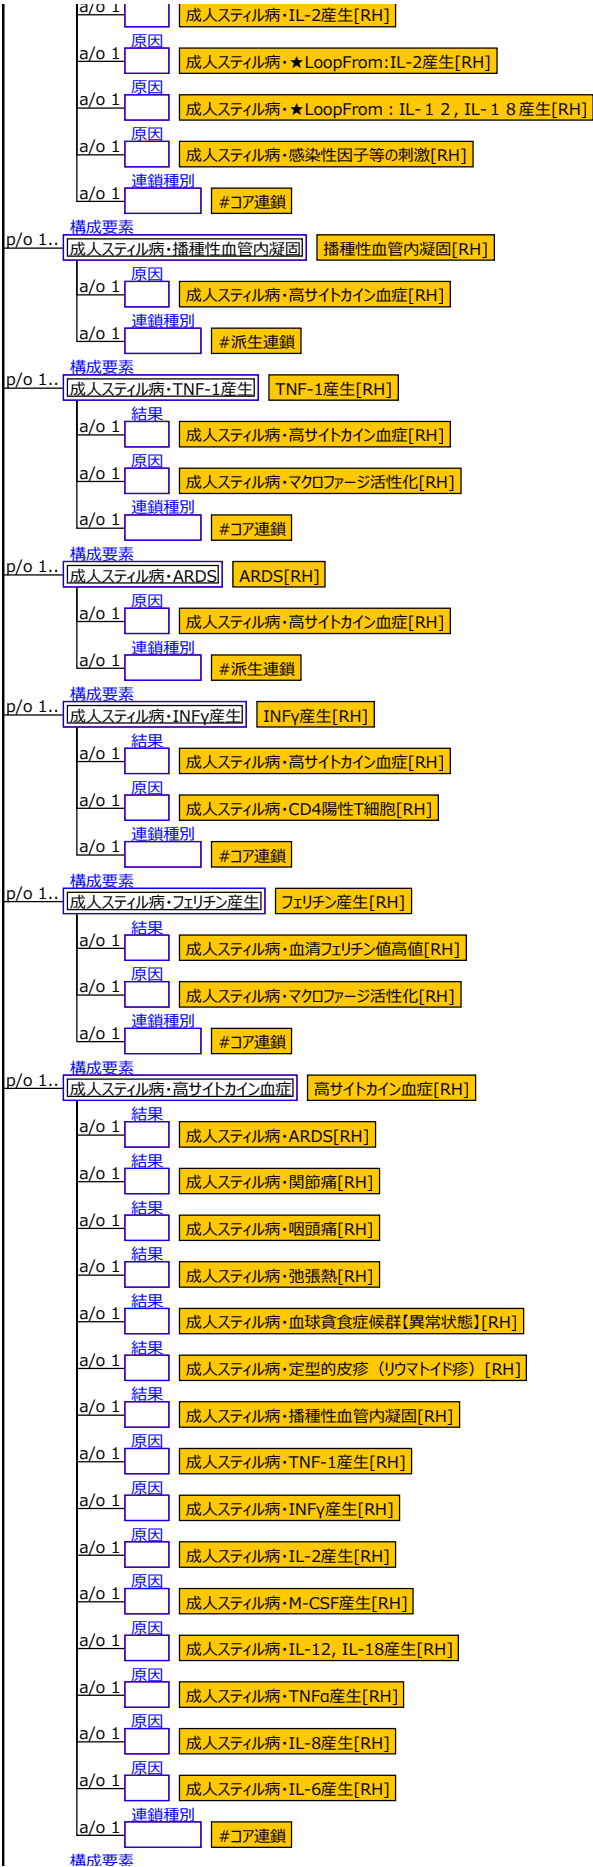 a/o 1 成人スティル病・IL-2産生[RH]
原因
a/o 1 成人スティル病・★LoopFrom:IL-2産生[RH]
原因
a/o 1 成人スティル病・★LoopFrom：IL-１２, IL-１８産生[RH]
原因
a/o 1 成人スティル病・感染性因子等の刺激[RH]
連鎖種別
a/o 1 #コア連鎖
構成要素
p/o 1.. 成人スティル病・播種性血管内凝固 播種性血管内凝固[RH]
原因
a/o 1 成人スティル病・高サイトカイン血症[RH]
連鎖種別
a/o 1 #派生連鎖
構成要素
p/o 1.. 成人スティル病・TNF-1産生 TNF-1産生[RH]
結果
a/o 1 成人スティル病・高サイトカイン血症[RH]
原因
a/o 1 成人スティル病・マクロファージ活性化[RH]
連鎖種別
a/o 1 #コア連鎖
構成要素
p/o 1.. 成人スティル病・ARDS ARDS[RH]
原因
a/o 1 成人スティル病・高サイトカイン血症[RH]
連鎖種別
a/o 1 #派生連鎖
構成要素
p/o 1.. 成人スティル病・INFγ産生 INFγ産生[RH]
結果
a/o 1 成人スティル病・高サイトカイン血症[RH]
原因
a/o 1 成人スティル病・CD4陽性T細胞[RH]
連鎖種別
a/o 1 #コア連鎖
構成要素
p/o 1.. 成人スティル病・フェリチン産生 フェリチン産生[RH]
結果
a/o 1 成人スティル病・血清フェリチン値高値[RH]
原因
a/o 1 成人スティル病・マクロファージ活性化[RH]
連鎖種別
a/o 1 #コア連鎖
構成要素
p/o 1.. 成人スティル病・高サイトカイン血症 高サイトカイン血症[RH]
結果
a/o 1 成人スティル病・ARDS[RH]
結果
a/o 1 成人スティル病・関節痛[RH]
結果
a/o 1 成人スティル病・咽頭痛[RH]
結果
a/o 1 成人スティル病・弛張熱[RH]
結果
a/o 1 成人スティル病・血球貪食症候群【異常状態】[RH]
結果
a/o 1 成人スティル病・定型的皮疹（リウマトイド疹）[RH]
結果
a/o 1 成人スティル病・播種性血管内凝固[RH]
原因
a/o 1 成人スティル病・TNF-1産生[RH]
原因
a/o 1 成人スティル病・INFγ産生[RH]
原因
a/o 1 成人スティル病・IL-2産生[RH]
原因
a/o 1 成人スティル病・M-CSF産生[RH]
原因
a/o 1 成人スティル病・IL-12, IL-18産生[RH]
原因
a/o 1 成人スティル病・TNFα産生[RH]
原因
a/o 1 成人スティル病・IL-8産生[RH]
原因
a/o 1 成人スティル病・IL-6産生[RH]
連鎖種別
a/o 1 #コア連鎖
構成要素